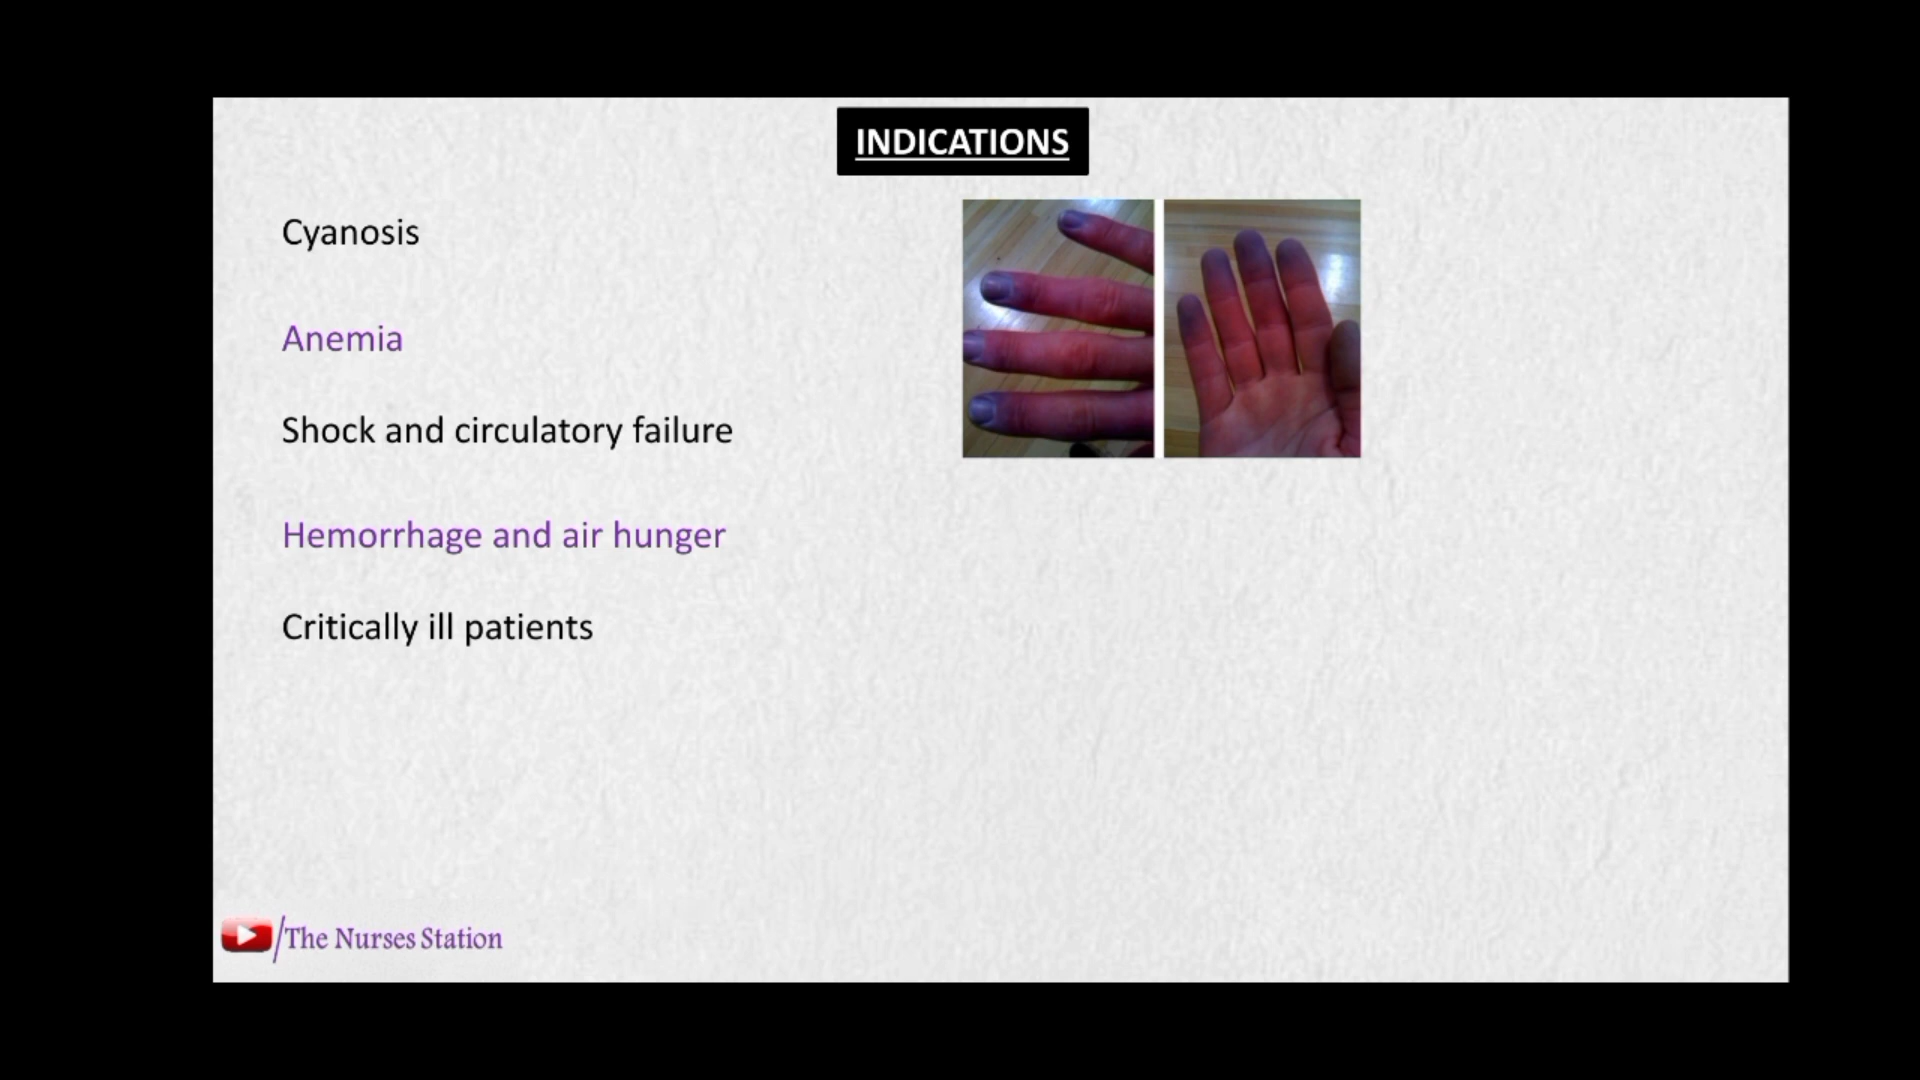 INDICATIONS
Cyanosis
Anemia
Shock and circulatory failure
Hemorrhage and air hunger
Critically ill patients
/The Nurses Station